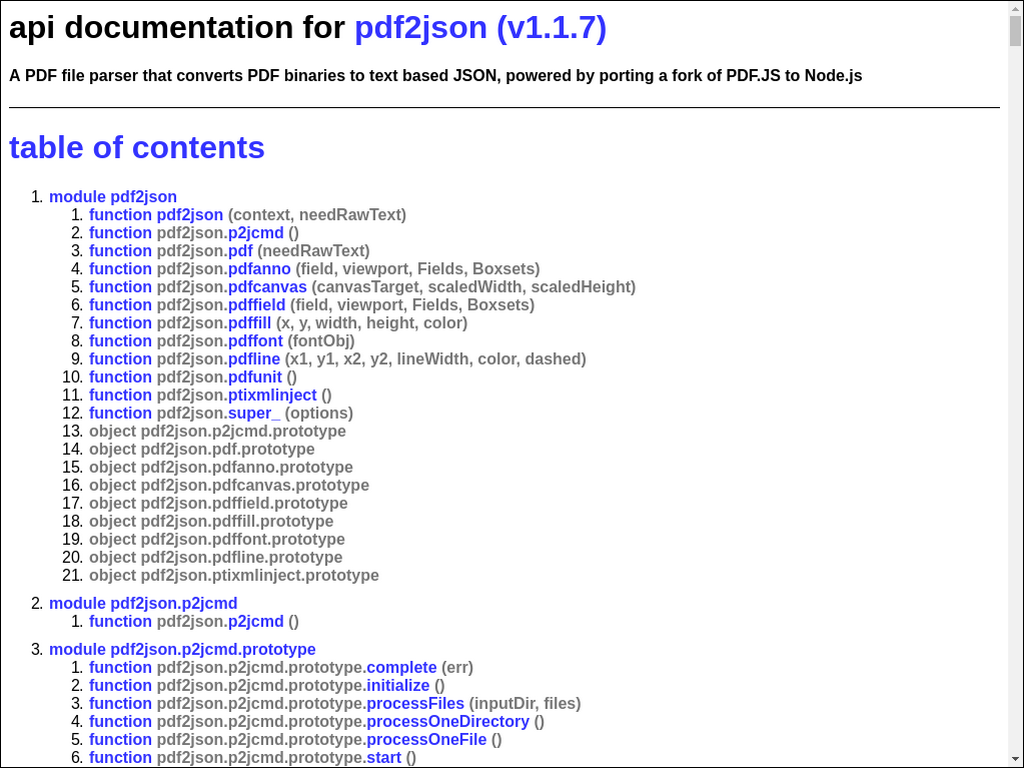 api documentation for pdf2json (v1.1.7)
A PDF file parser that converts PDF binaries to text based JSON, powered by porting a fork of PDF.JS to Node.js
table of contents
1. module pdf2json
1. function pdf2json (context, needRawText)
2. function pdf2json.p2jcmd ()
3. function pdf2json.pdf (needRawText)
4. function pdf2json.pdfanno (field, viewport, Fields, Boxsets)
5. function pdf2json.pdfcanvas (canvasTarget, scaledWidth, scaledHeight)
6. function pdf2json.pdffield (field, viewport, Fields, Boxsets)
7. function pdf2json.pdffill (x, y, width, height, color)
8. function pdf2json.pdffont (fontObj)
9. function pdf2json.pdfline (x1, y1, x2, y2, lineWidth, color, dashed)
10. function pdf2json.pdfunit ()
11. function pdf2json.ptixmlinject ()
12. function pdf2json.super_ (options)
13. object pdf2json.p2jcmd.prototype
14. object pdf2json.pdf.prototype
15. object pdf2json.pdfanno.prototype
16. object pdf2json.pdfcanvas.prototype
17. object pdf2json.pdffield.prototype
18. object pdf2json.pdffill.prototype
19. object pdf2json.pdffont.prototype
20. object pdf2json.pdfline.prototype
21. object pdf2json.ptixmlinject.prototype
2. module pdf2json.p2jcmd
1. function pdf2json.p2jcmd ()
3. module pdf2json.p2jcmd.prototype
1. function pdf2json.p2jcmd.prototype.complete (err)
2. function pdf2json.p2jcmd.prototype.initialize ()
3. function pdf2json.p2jcmd.prototype.processFiles (inputDir, files)
4. function pdf2json.p2jcmd.prototype.processOneDirectory ()
5. function pdf2json.p2jcmd.prototype.processOneFile ()
6. function pdf2json.p2jcmd.prototype.start ()